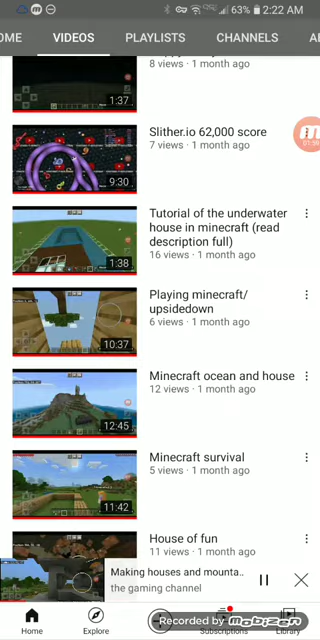 63% 2:22 AM
OME VIDEOS PLAYLISTS CHANNELS
8 views · 1 month ago
1:37
Slither.io 62,000 score
7 views · 1 month ago
9:30
01:36
Tutorial of the underwater
house in minecraft (read
description full)
16 views · 1 month ago
1:38
Playing minecraft/
upsidedown
6 views · 1 month ago
10:37
Minecraft ocean and house
12 views · 1 month ago
12:45
Minecraft survival
5 views · 1 month ago
11:42
House of fun
11 views · 1 month ago
Making houses and mounta..
the gaming channel
Recorded by Mobizen
Home Explore Subscriptions Library